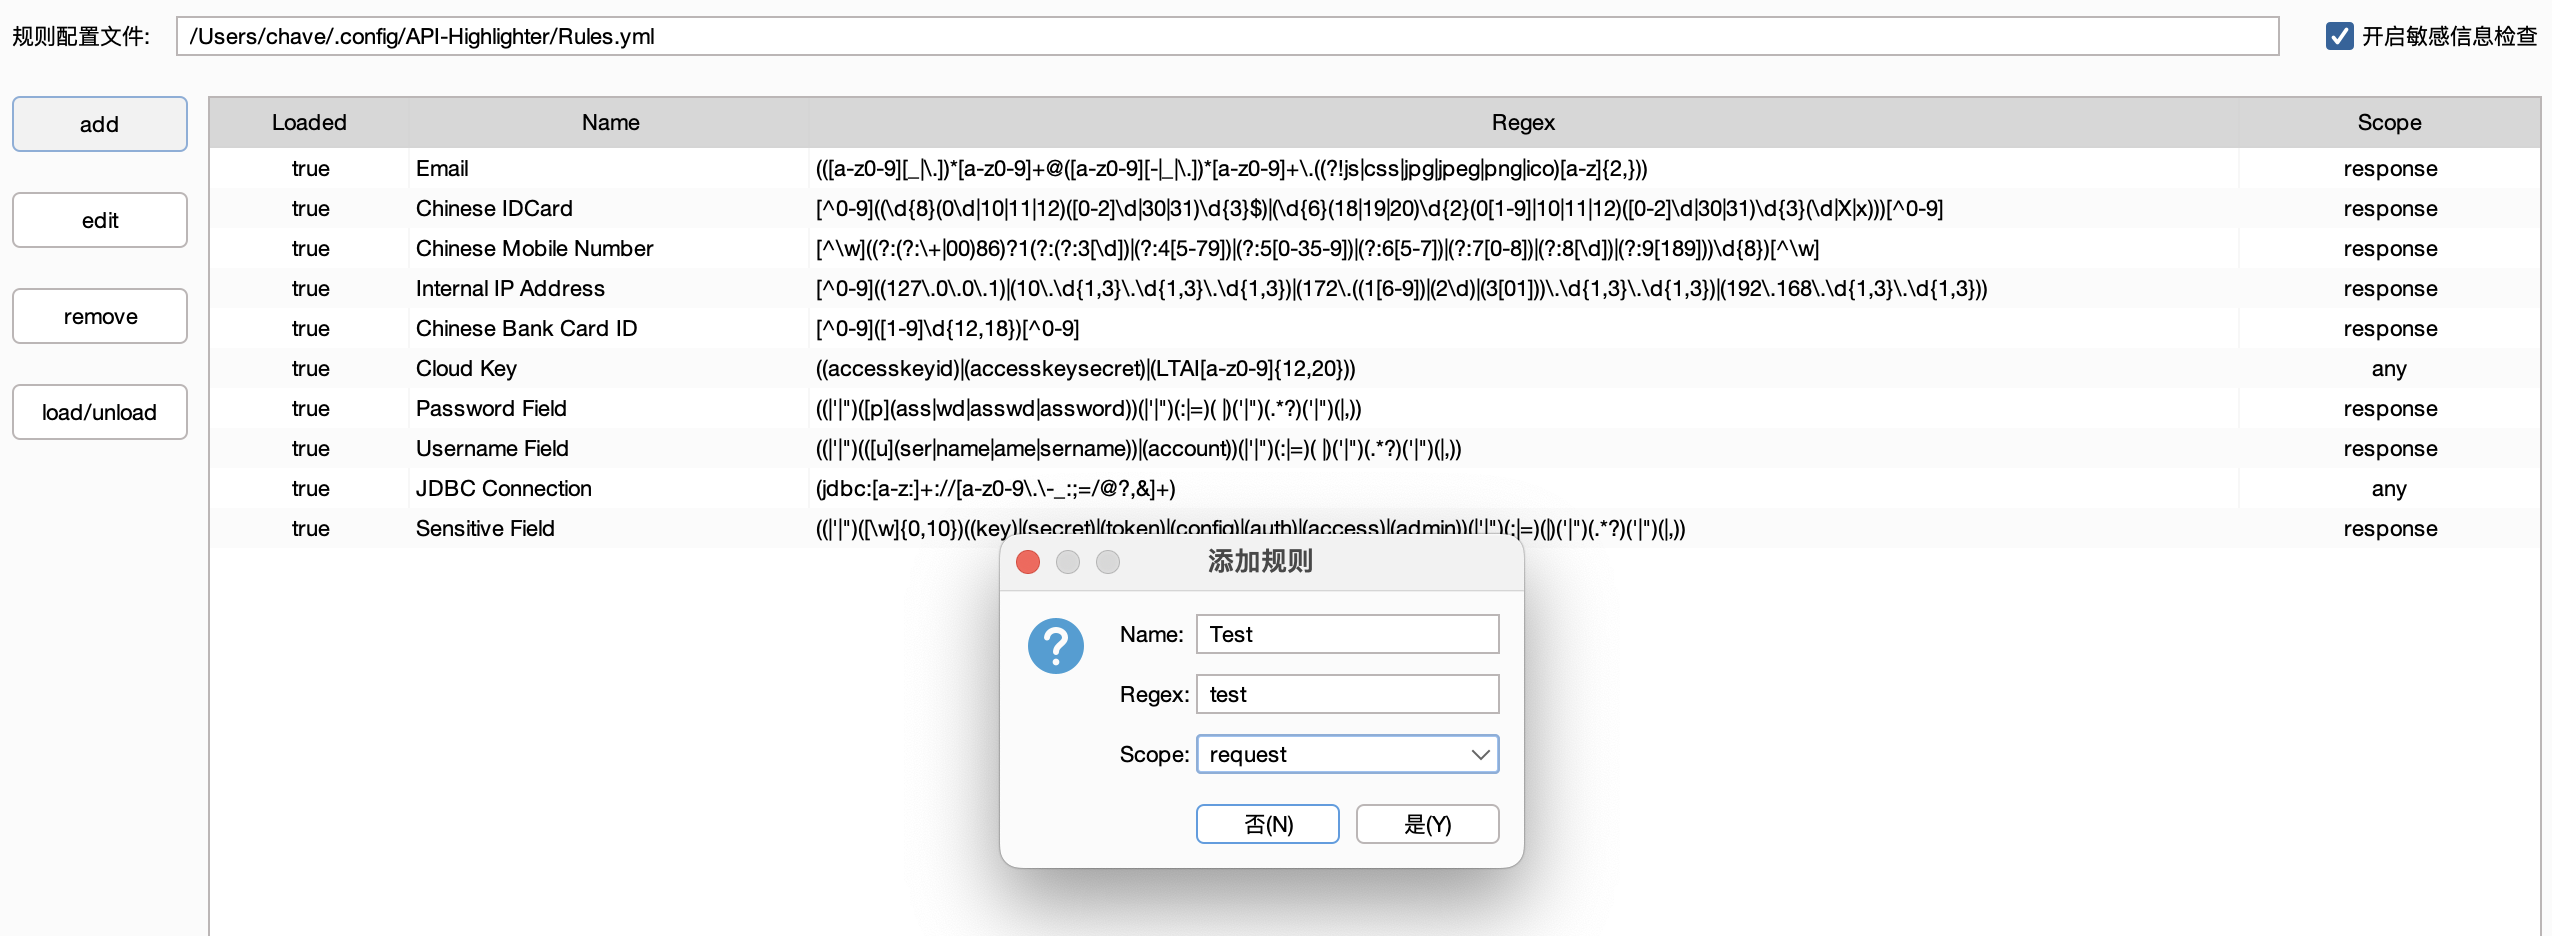 规则配置文件: /Users/chave/.config/API-Highlighter/Rules.yml 开启敏感信息检查
add
edit
remove
load/unload
Loaded Name Regex Scope
true Email (([a-z0-9][_|\.])*[a-z0-9]+@([a-z0-9][-|_|\.])*[a-z0-9]+\.((?!js|css|jpg|jpeg|png|ico)[a-z]{2,})) response
true Chinese IDCard [^0-9]((\d{8}(0\d|10|11|12)([0-2]\d|30|31)\d{3}$)|(\d{6}(18|19|20)\d{2}(0[1-9]|10|11|12)([0-2]\d|30|31)\d{3}(\d|X|x)))[^0-9] response
true Chinese Mobile Number [^\w]((?:(?:\+|00)86)?1(?:(?:3[\d])|(?:4[5-79])|(?:5[0-35-9])|(?:6[5-7])|(?:7[0-8])|(?:8[\d])|(?:9[189]))\d{8})[^\w] response
true Internal IP Address [^0-9]((127\.0\.0\.1)|(10\.\d{1,3}\.\d{1,3}\.\d{1,3})|(172\.((1[6-9])|(2\d)|(3[01]))\.\d{1,3}\.\d{1,3})|(192\.168\.\d{1,3}\.\d{1,3})) response
true Chinese Bank Card ID [^0-9]([1-9]\d{12,18})[^0-9] response
true Cloud Key ((accesskeyid)|(accesskeysecret)|(LTAI[a-z0-9]{12,20})) any
true Password Field ((|'|")([p](ass|wd|asswd|assword))(|'|")(:|=)( |)('|")(.*?)('|")(|,)) response
true Username Field ((|'|")(([u](ser|name|ame|sername))|(account))(|'|")(:|=)( |)('|")(.*?)('|")(|,)) response
true JDBC Connection (jdbc:[a-z:]+://[a-z0-9\.\-_:;=/@?,&]+) any
true Sensitive Field ((|'|")([\w]{0,10})((key)|(secret)|(token)|(config)|(auth)|(access)|(admin))(|'|")(:|=)(|)('|")(.*?)('|")(|,)) response
添加规则
Name: Test
Regex: test
Scope: request
否(N) 是(Y)